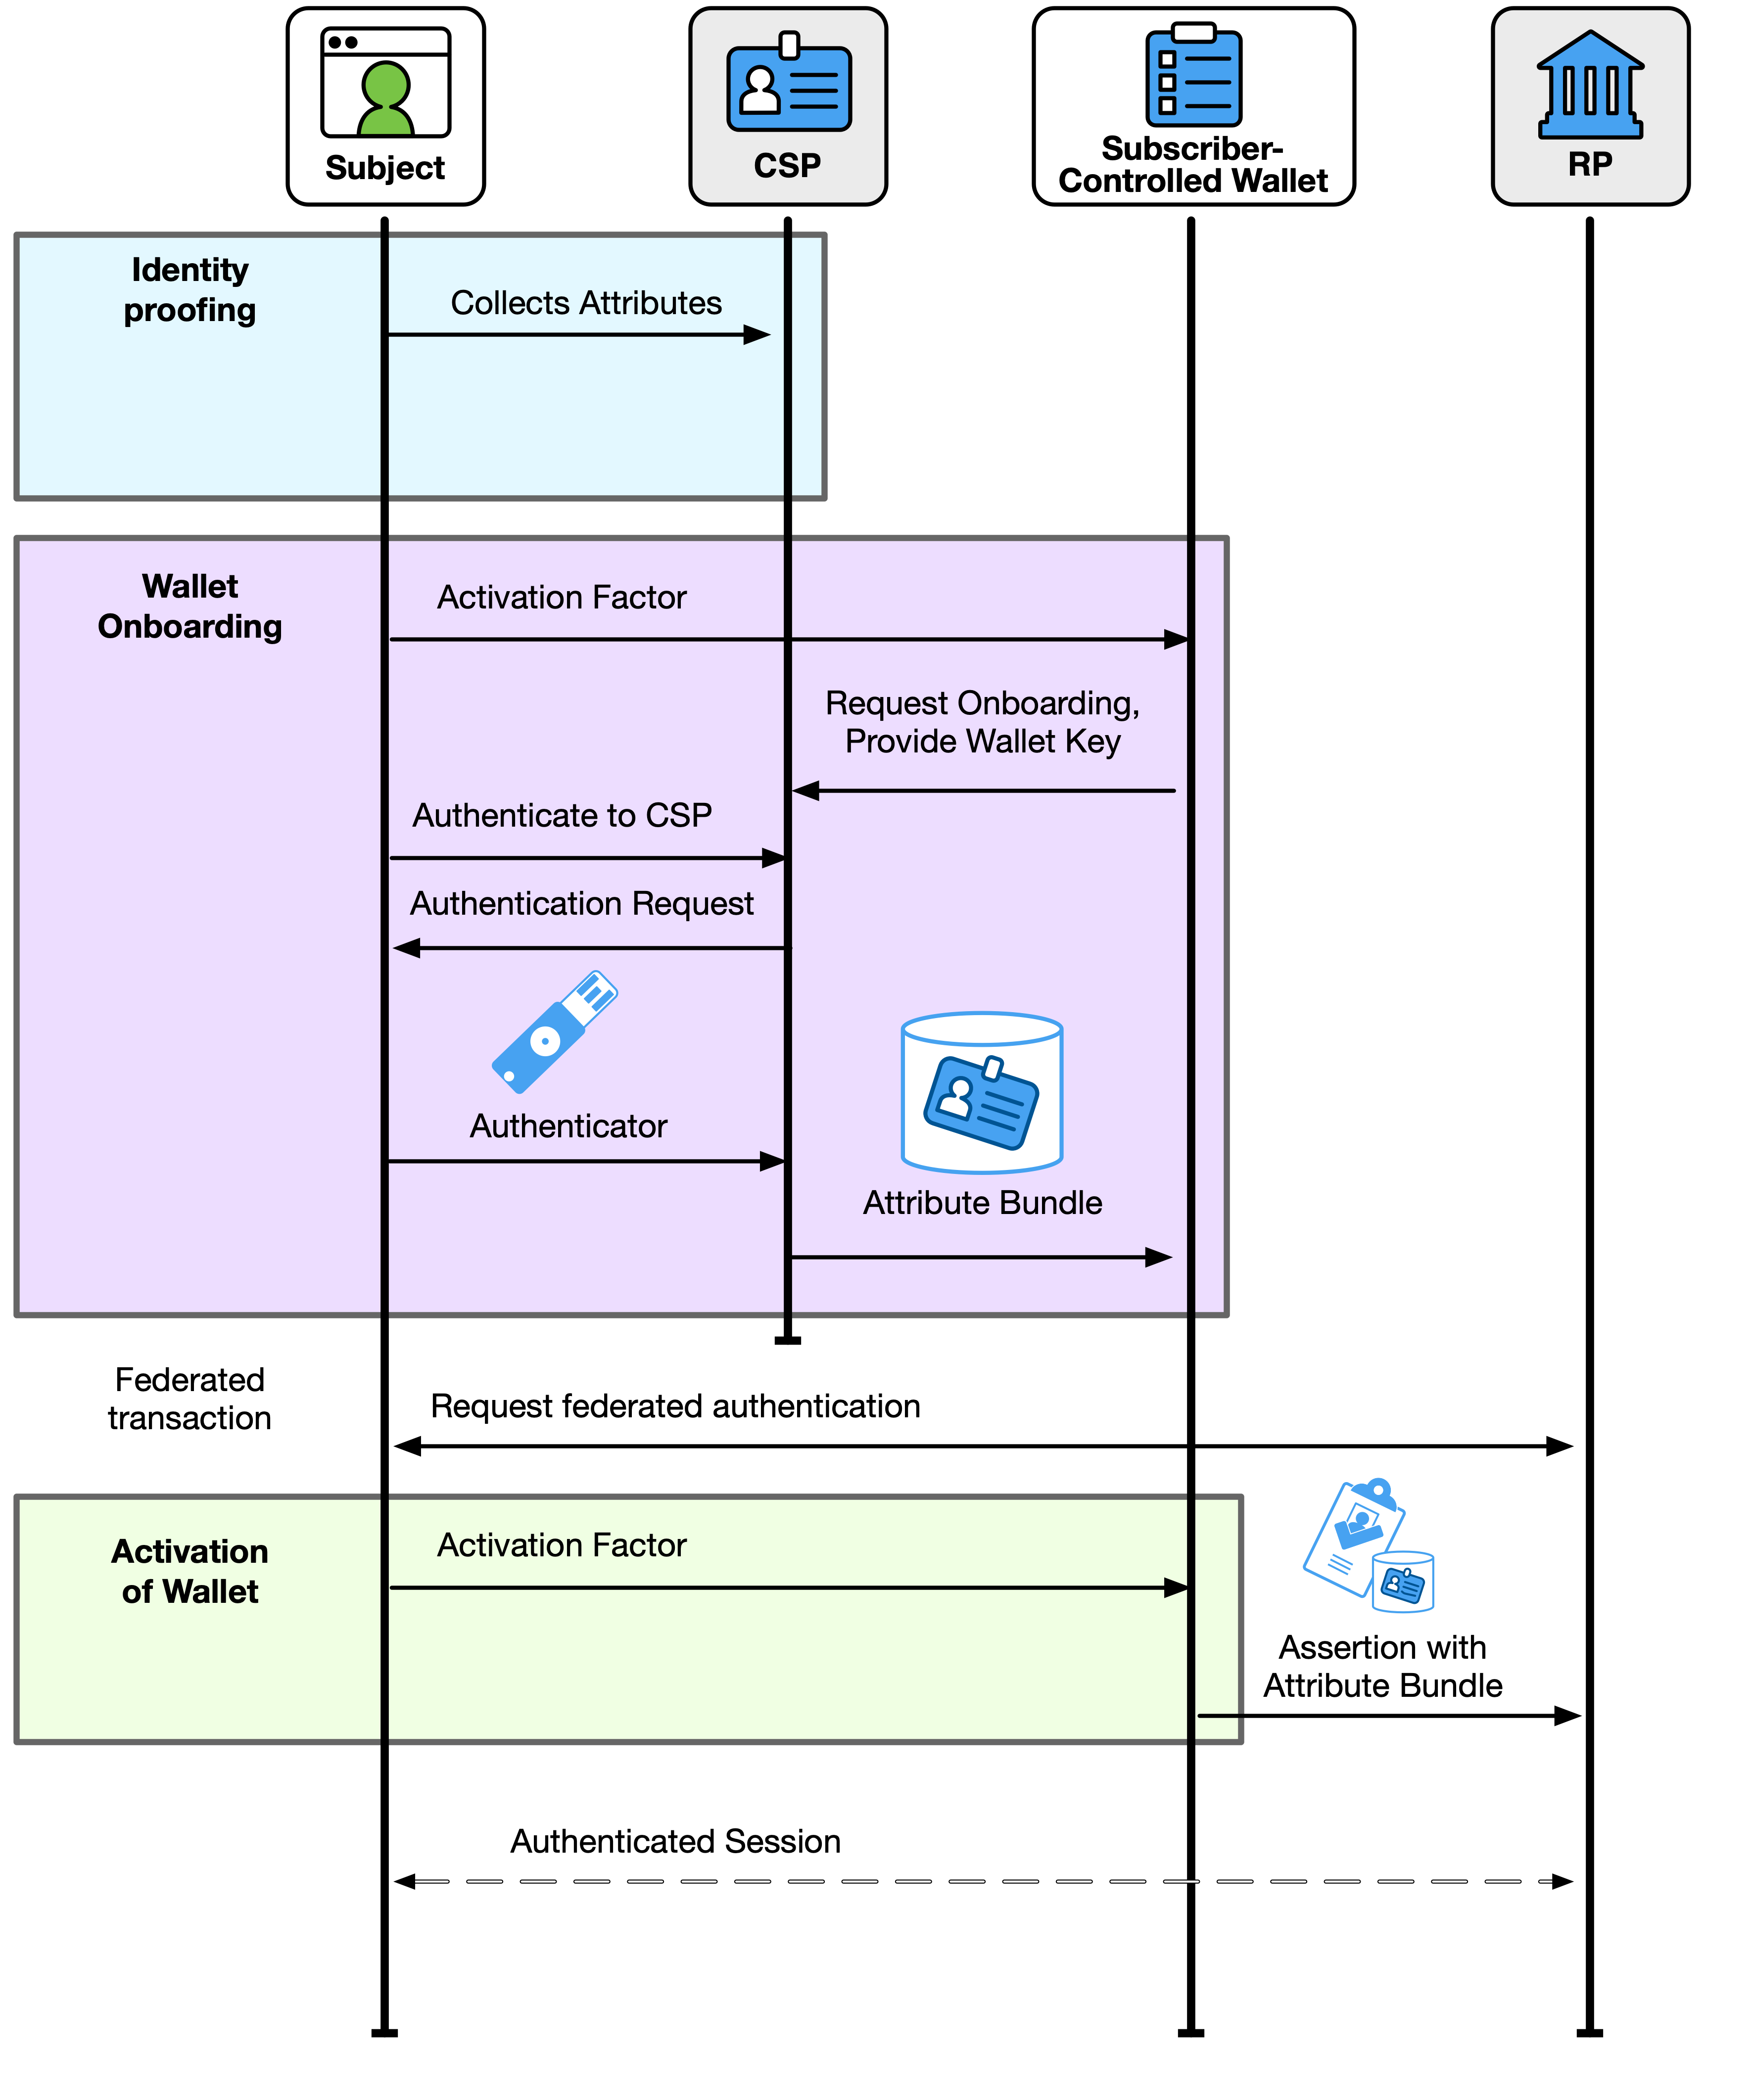 Subject
CSP
Subscriber-
Controlled Wallet
RP
Identity
proofing
Collects Attributes
Wallet
Onboarding
Activation Factor
Request Onboarding,
Provide Wallet Key
Authenticate to CSP
Authentication Request
Authenticator
Attribute Bundle
Federated
transaction
Request federated authentication
Activation
of Wallet
Activation Factor
Assertion with
Attribute Bundle
Authenticated Session